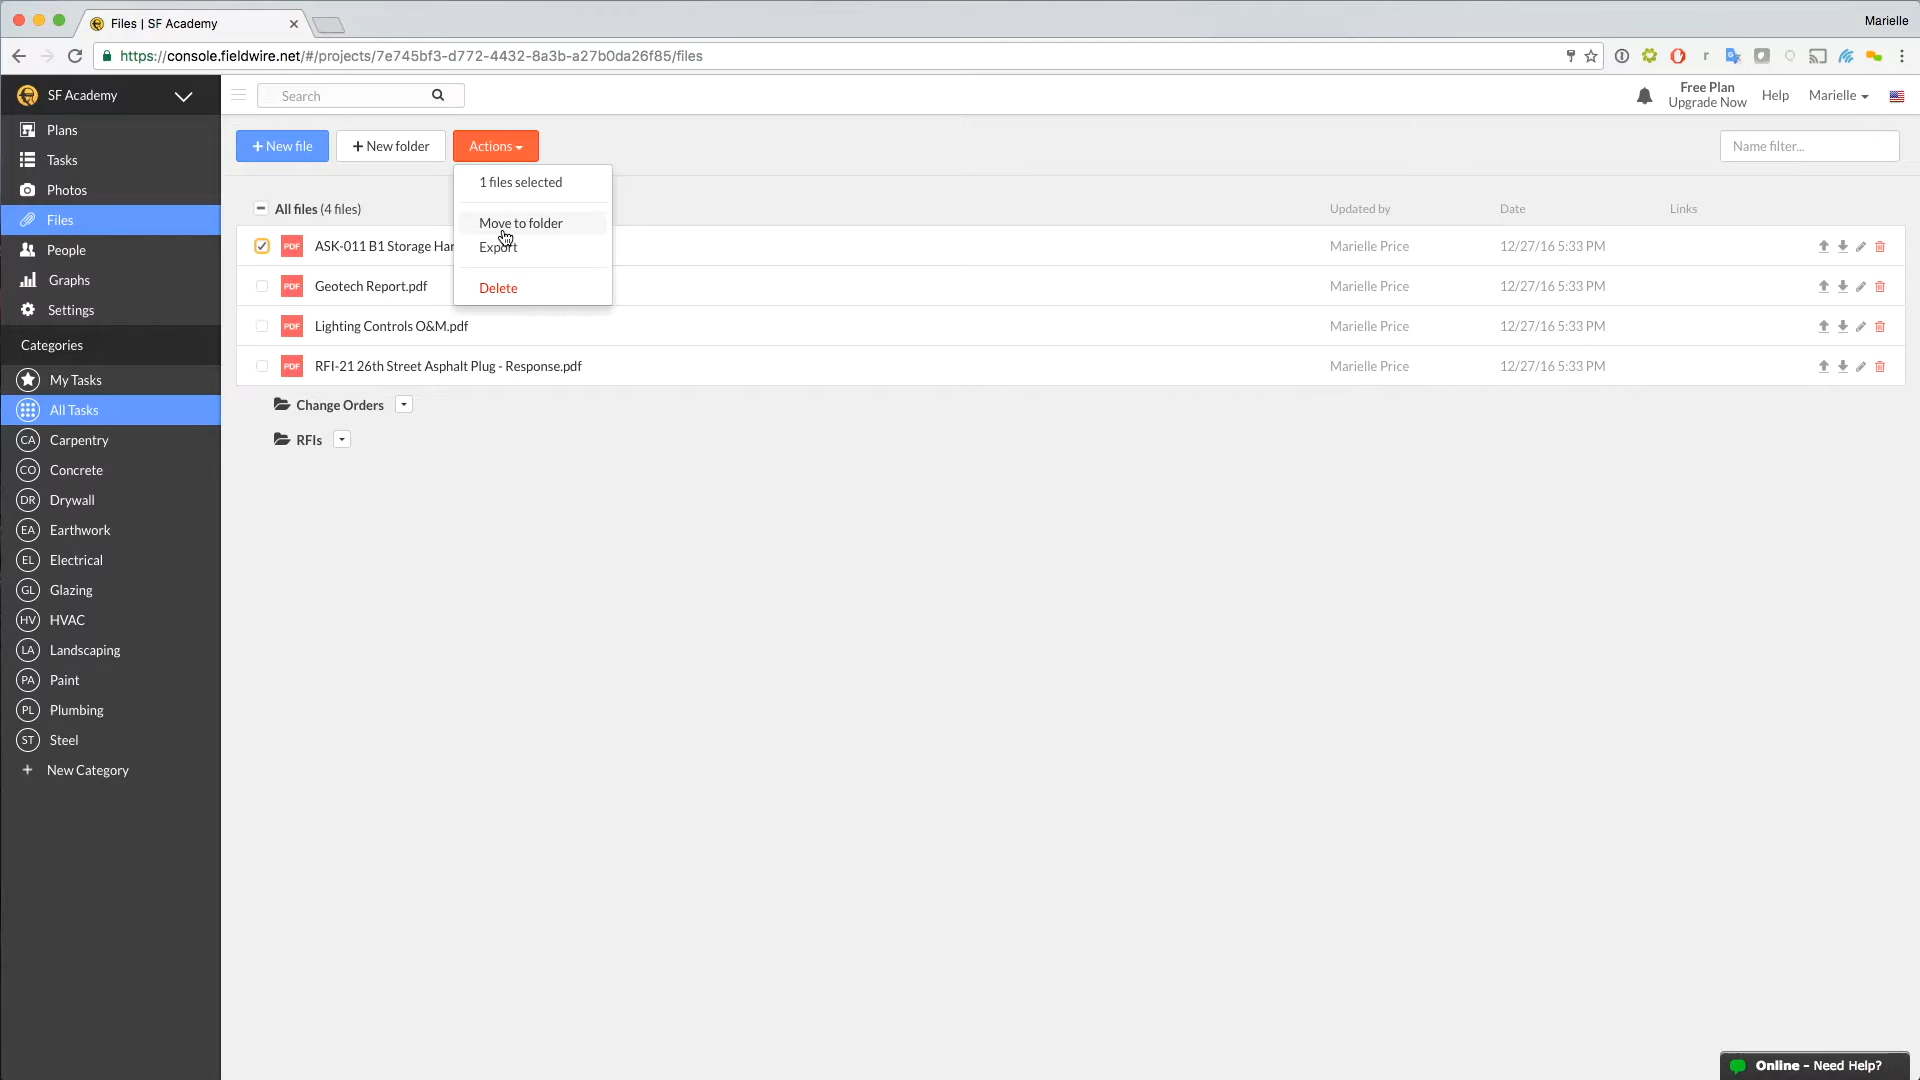 Files | SF Academy
Marielle
https://console.fieldwire.net/#/projects/7e745bf3-d772-4432-8a3b-a27b0da26f85/files
SF Academy
Search
Free Plan
Upgrade Now
Help
Marielle
Plans
Tasks
Photos
Files
People
Graphs
Settings
Categories
My Tasks
All Tasks
CA Carpentry
CO Concrete
DR Drywall
EA Earthwork
EL Electrical
GL Glazing
HV HVAC
LA Landscaping
PA Paint
PL Plumbing
ST Steel
+ New Category
+ New file
+ New folder
Actions
Name filter...
1 files selected
Move to folder
Export
Delete
All files (4 files)
Updated by
Date
Links
PDF ASK-011 B1 Storage Har Marielle Price 12/27/16 5:33 PM
PDF Geotech Report.pdf Marielle Price 12/27/16 5:33 PM
PDF Lighting Controls O&M.pdf Marielle Price 12/27/16 5:33 PM
PDF RFI-21 26th Street Asphalt Plug - Response.pdf Marielle Price 12/27/16 5:33 PM
Change Orders
RFIs
Online - Need Help?